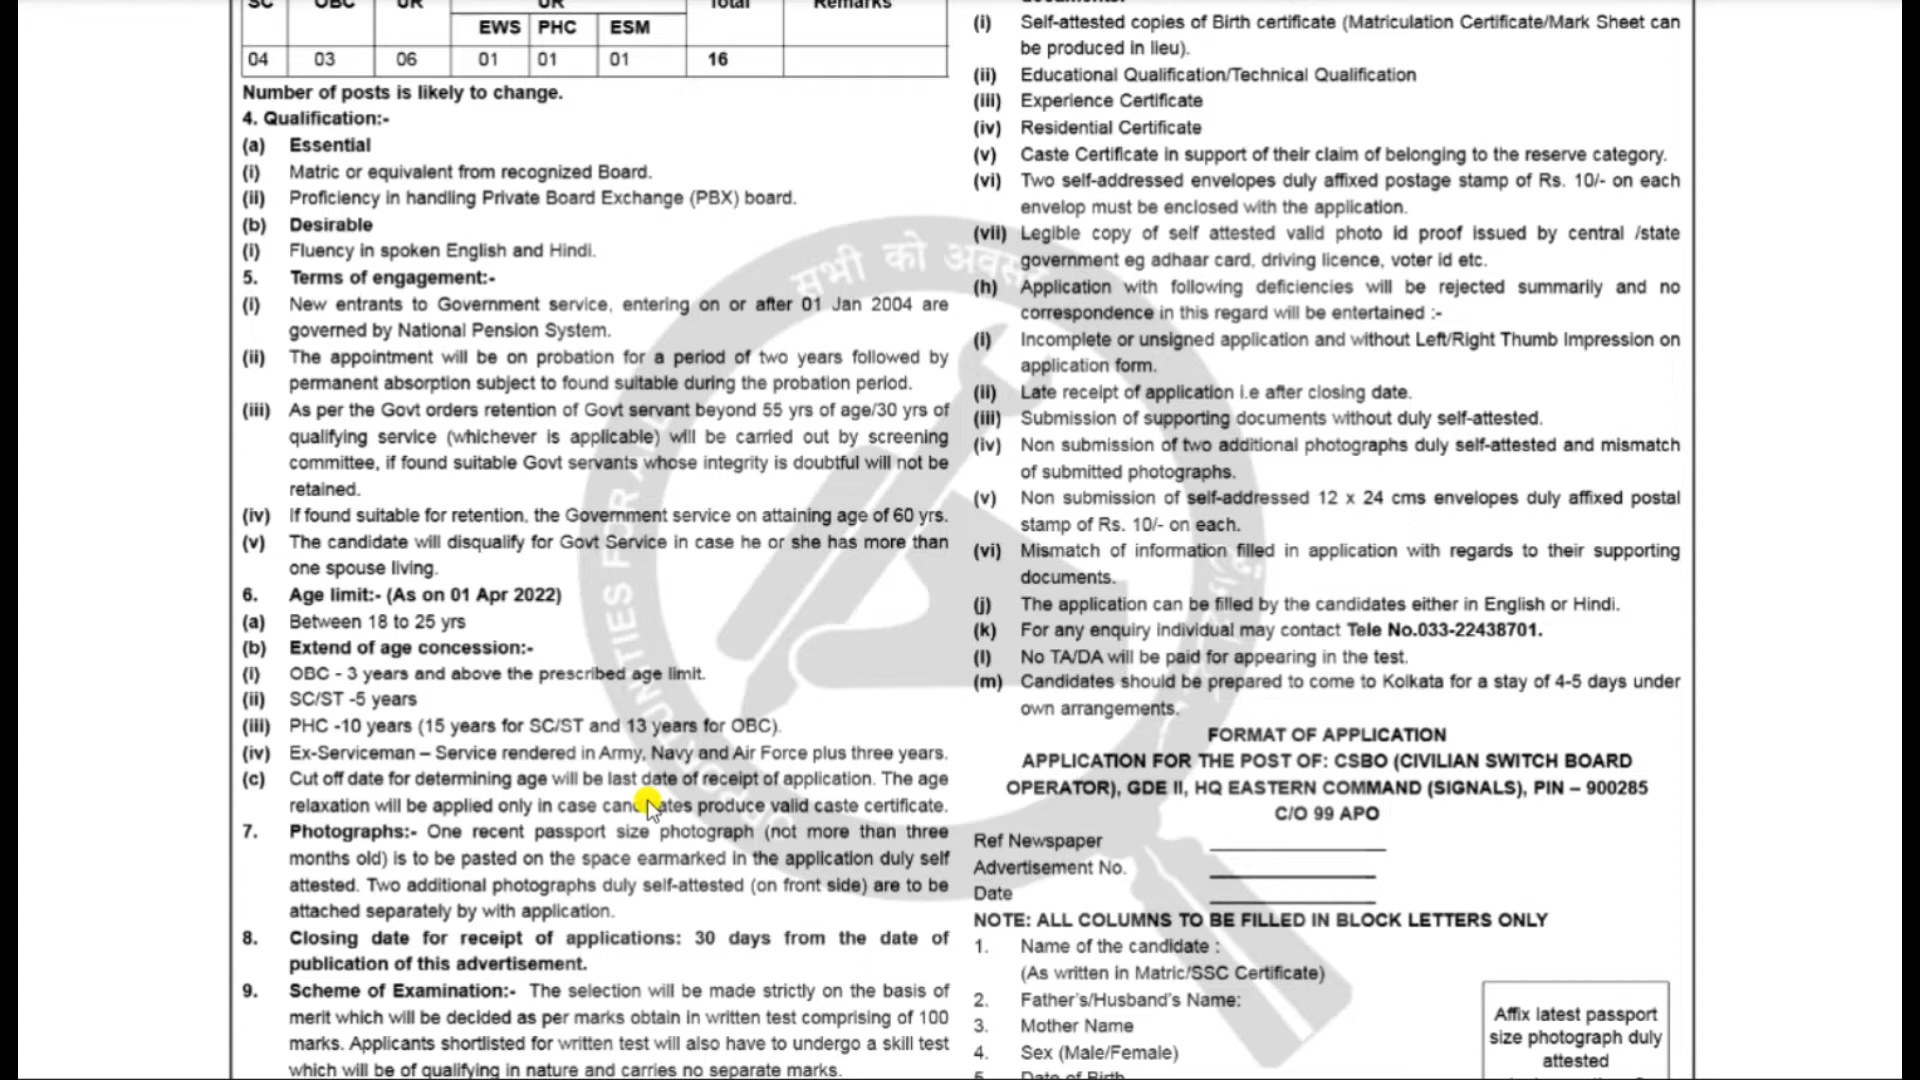 SC OBC UR UR Total Remarks
EWS PHC ESM
04 03 06 01 01 01 16
Number of posts is likely to change.
4. Qualification:-
(a) Essential
(i) Matric or equivalent from recognized Board.
(ii) Proficiency in handling Private Board Exchange (PBX) board.
(b) Desirable
(i) Fluency in spoken English and Hindi.
5. Terms of engagement:-
(i) New entrants to Government service, entering on or after 01 Jan 2004 are
governed by National Pension System.
(ii) The appointment will be on probation for a period of two years followed by
permanent absorption subject to found suitable during the probation period.
(iii) As per the Govt orders retention of Govt servant beyond 55 yrs of age/30 yrs of
qualifying service (whichever is applicable) will be carried out by screening
committee, if found suitable Govt servants whose integrity is doubtful will not be
retained.
(iv) If found suitable for retention, the Government service on attaining age of 60 yrs.
(v) The candidate will disqualify for Govt Service in case he or she has more than
one spouse living.
6. Age limit:- (As on 01 Apr 2022)
(a) Between 18 to 25 yrs
(b) Extend of age concession:-
(i) OBC - 3 years and above the prescribed age limit.
(ii) SC/ST -5 years
(iii) PHC -10 years (15 years for SC/ST and 13 years for OBC).
(iv) Ex-Serviceman – Service rendered in Army, Navy and Air Force plus three years.
(c) Cut off date for determining age will be last date of receipt of application. The age
relaxation will be applied only in case candidates produce valid caste certificate.
7. Photographs:- One recent passport size photograph (not more than three
months old) is to be pasted on the space earmarked in the application duly self
attested. Two additional photographs duly self-attested (on front side) are to be
attached separately by with application.
8. Closing date for receipt of applications: 30 days from the date of
publication of this advertisement.
9. Scheme of Examination:- The selection will be made strictly on the basis of
merit which will be decided as per marks obtain in written test comprising of 100
marks. Applicants shortlisted for written test will also have to undergo a skill test
which will be of qualifying in nature and carries no separate marks.
documents:-
(i) Self-attested copies of Birth certificate (Matriculation Certificate/Mark Sheet can
be produced in lieu).
(ii) Educational Qualification/Technical Qualification
(iii) Experience Certificate
(iv) Residential Certificate
(v) Caste Certificate in support of their claim of belonging to the reserve category.
(vi) Two self-addressed envelopes duly affixed postage stamp of Rs. 10/- on each
envelop must be enclosed with the application.
(vii) Legible copy of self attested valid photo id proof issued by central /state
government eg adhaar card, driving licence, voter id etc.
(h) Application with following deficiencies will be rejected summarily and no
correspondence in this regard will be entertained :-
(i) Incomplete or unsigned application and without Left/Right Thumb Impression on
application form.
(ii) Late receipt of application i.e after closing date.
(iii) Submission of supporting documents without duly self-attested.
(iv) Non submission of two additional photographs duly self-attested and mismatch
of submitted photographs.
(v) Non submission of self-addressed 12 x 24 cms envelopes duly affixed postal
stamp of Rs. 10/- on each.
(vi) Mismatch of information filled in application with regards to their supporting
documents.
(j) The application can be filled by the candidates either in English or Hindi.
(k) For any enquiry individual may contact Tele No.033-22438701.
(l) No TA/DA will be paid for appearing in the test.
(m) Candidates should be prepared to come to Kolkata for a stay of 4-5 days under
own arrangements.
FORMAT OF APPLICATION
APPLICATION FOR THE POST OF: CSBO (CIVILIAN SWITCH BOARD
OPERATOR), GDE II, HQ EASTERN COMMAND (SIGNALS), PIN – 900285
C/O 99 APO
Ref Newspaper
Advertisement No.
Date
NOTE: ALL COLUMNS TO BE FILLED IN BLOCK LETTERS ONLY
1. Name of the candidate :
(As written in Matric/SSC Certificate)
2. Father's/Husband's Name:
3. Mother Name
4. Sex (Male/Female)
5. Date of Birth
Affix latest passport
size photograph duly
attested
सभी को अवसर